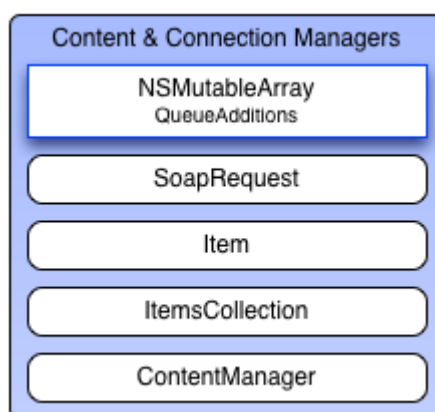 Content & Connection Managers
NSMutableArray
QueueAdditions
SoapRequest
Item
ItemsCollection
ContentManager